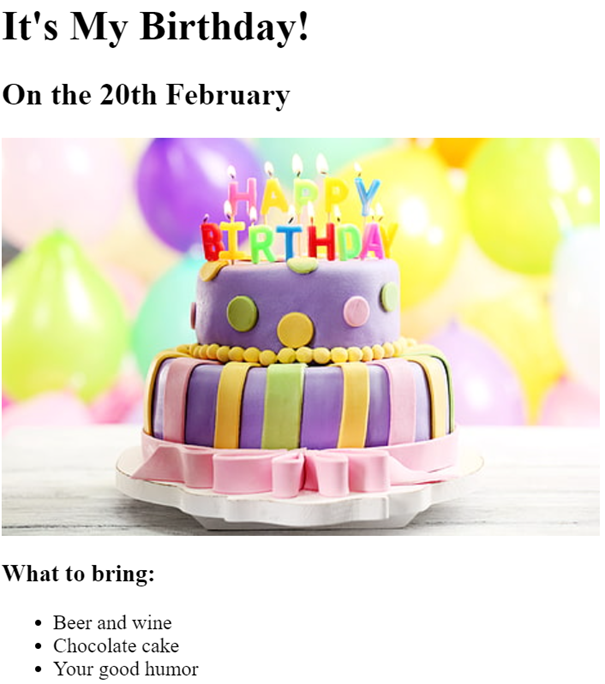 It's My Birthday!
On the 20th February
HAPPY
BIRTHDAY
What to bring:
Beer and wine
Chocolate cake
Your good humor